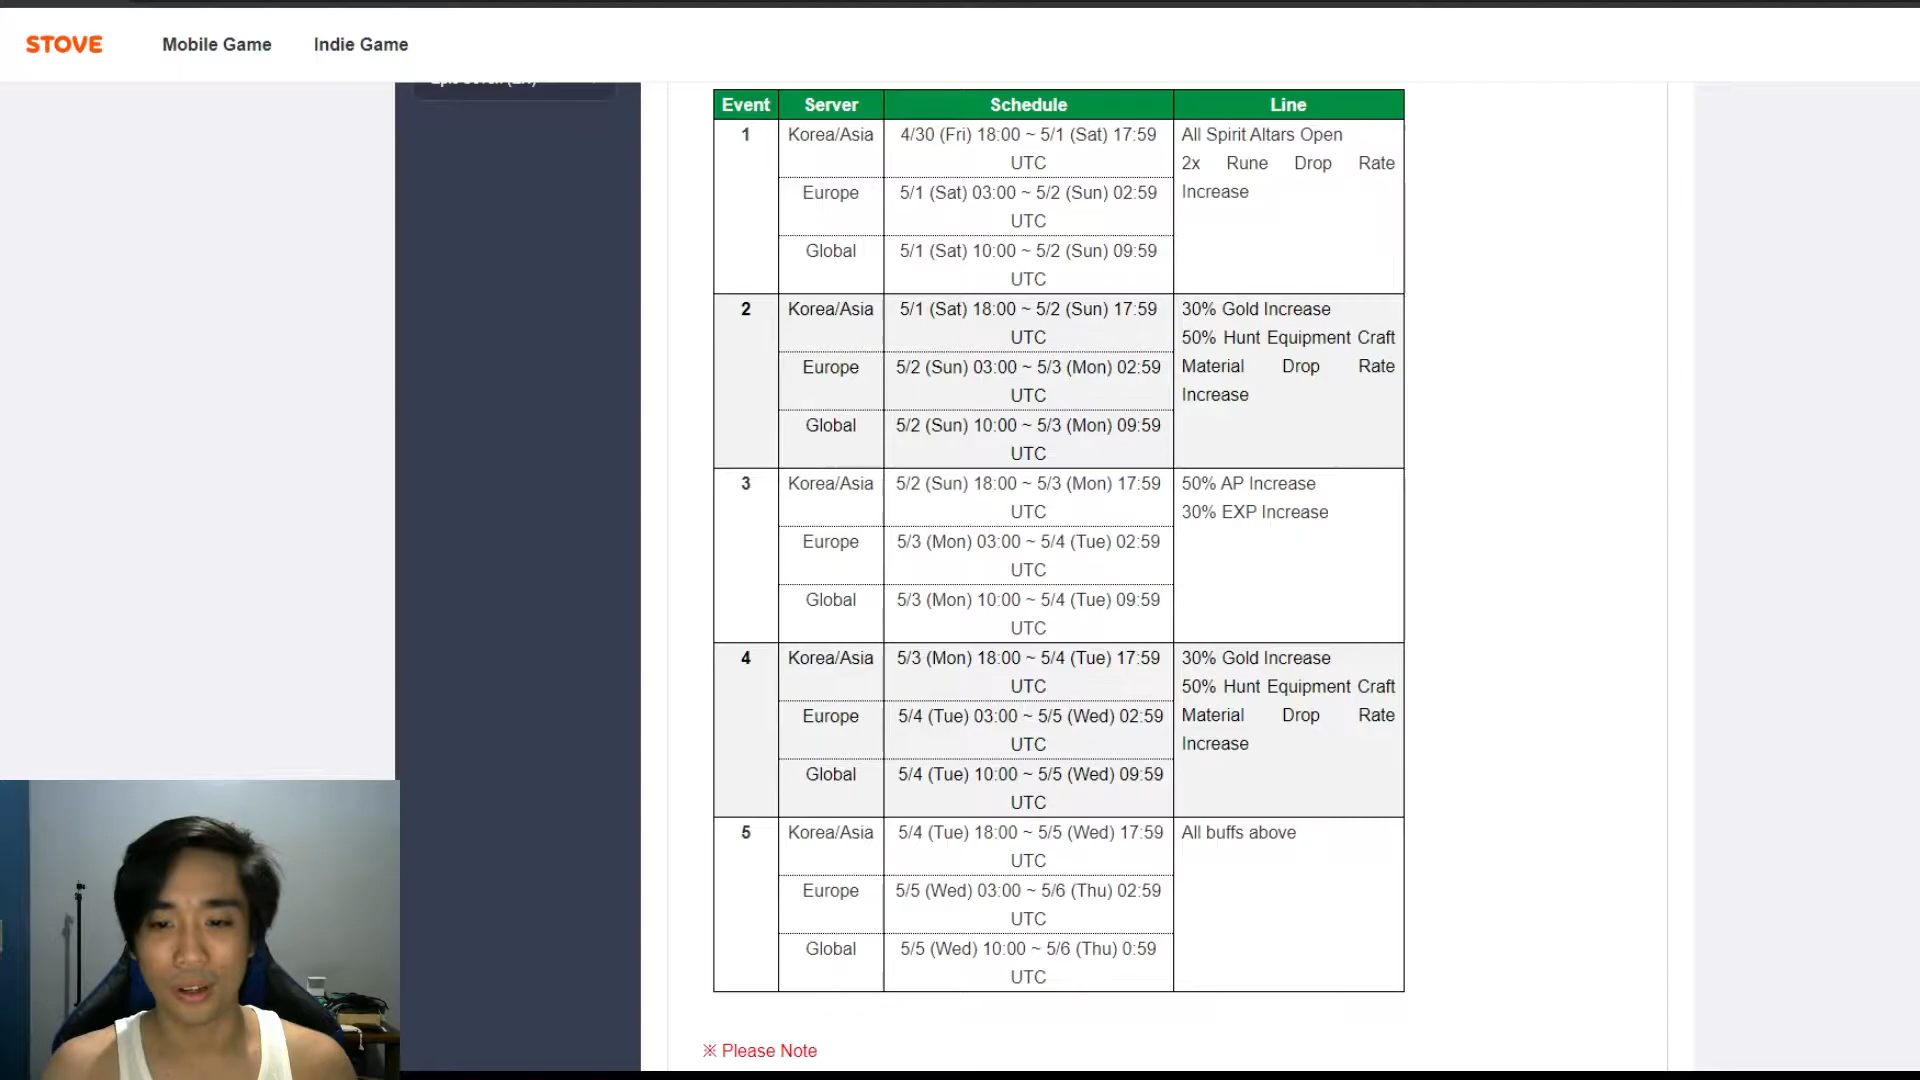 STOVE
Mobile Game
Indie Game
Event Server Schedule Line
1 Korea/Asia 4/30 (Fri) 18:00 ~ 5/1 (Sat) 17:59 All Spirit Altars Open
UTC 2x Rune Drop Rate
Europe 5/1 (Sat) 03:00 ~ 5/2 (Sun) 02:59 Increase
UTC
Global 5/1 (Sat) 10:00 ~ 5/2 (Sun) 09:59
UTC
2 Korea/Asia 5/1 (Sat) 18:00 ~ 5/2 (Sun) 17:59 30% Gold Increase
UTC 50% Hunt Equipment Craft
Europe 5/2 (Sun) 03:00 ~ 5/3 (Mon) 02:59 Material Drop Rate
UTC Increase
Global 5/2 (Sun) 10:00 ~ 5/3 (Mon) 09:59
UTC
3 Korea/Asia 5/2 (Sun) 18:00 ~ 5/3 (Mon) 17:59 50% AP Increase
UTC 30% EXP Increase
Europe 5/3 (Mon) 03:00 ~ 5/4 (Tue) 02:59
UTC
Global 5/3 (Mon) 10:00 ~ 5/4 (Tue) 09:59
UTC
4 Korea/Asia 5/3 (Mon) 18:00 ~ 5/4 (Tue) 17:59 30% Gold Increase
UTC 50% Hunt Equipment Craft
Europe 5/4 (Tue) 03:00 ~ 5/5 (Wed) 02:59 Material Drop Rate
UTC Increase
Global 5/4 (Tue) 10:00 ~ 5/5 (Wed) 09:59
UTC
5 Korea/Asia 5/4 (Tue) 18:00 ~ 5/5 (Wed) 17:59 All buffs above
UTC
Europe 5/5 (Wed) 03:00 ~ 5/6 (Thu) 02:59
UTC
Global 5/5 (Wed) 10:00 ~ 5/6 (Thu) 0:59
UTC
※ Please Note